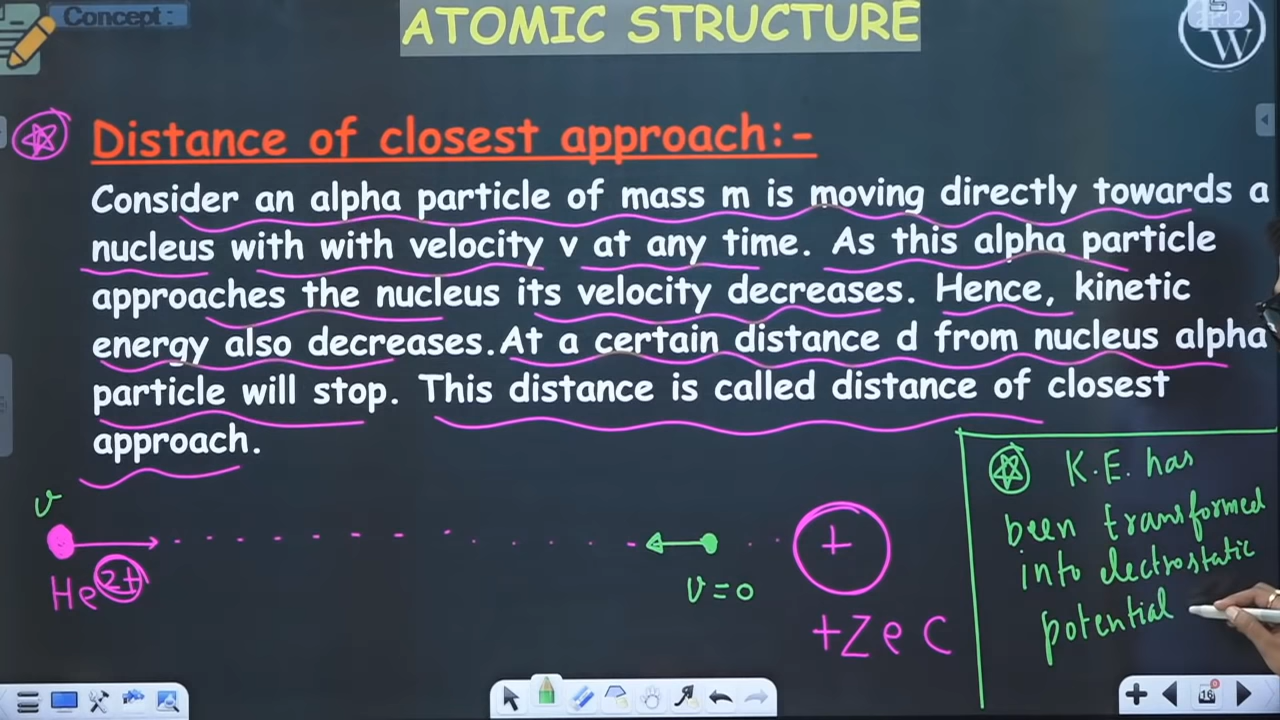 Concept:
ATOMIC STRUCTURE
W
Distance of closest approach:-
Consider an alpha particle of mass m is moving directly towards a
nucleus with with velocity v at any time. As this alpha particle
approaches the nucleus its velocity decreases. Hence, kinetic
energy also decreases. At a certain distance d from nucleus alpha
particle will stop. This distance is called distance of closest
approach.
K.E. has
been transformed
into electrostatic
potential
v
He2+
v=0
+
+ZeC
16